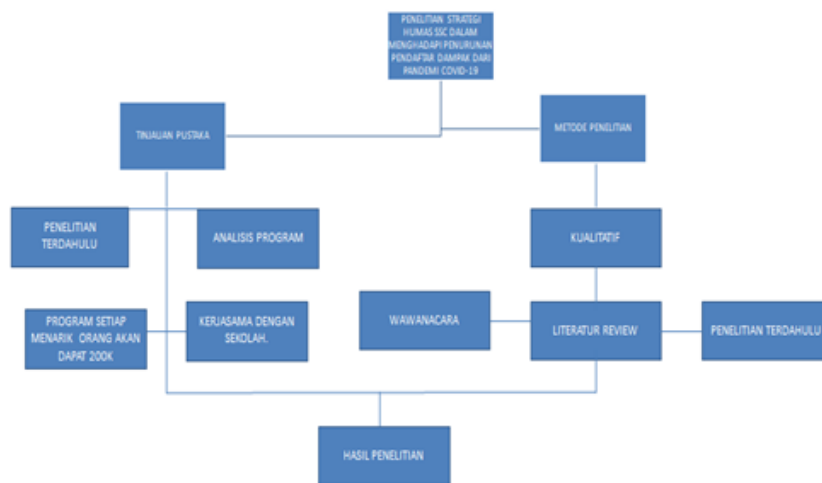 PENELITIAN STRATEGI
HUMAS SSC DALAM
MENGHADAPI PENURUNAN
PENDAFTAR DAMPAK DARI
PANDEMI COVID-19
TINJAUAN PUSTAKA
METODE PENELITIAN
PENELITIAN
TERDAHULU
ANALISIS PROGRAM
KUALITATIF
PROGRAM SETIAP
MENARIK ORANG AKAN
DAPAT 200K
KERJASAMA DENGAN
SEKOLAH.
WAWANACARA
LITERATUR REVIEW
PENELITIAN TERDAHULU
HASIL PENELITIAN